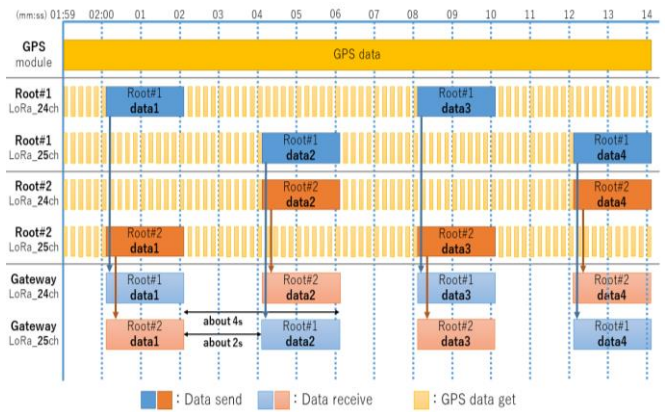 (mm:ss) 01:59 02:00 01 02 03 04 05 06 07 08 09 10 11 12 13 14
GPS
module
GPS data
Root#1
LoRa_24ch
Root#1
data1
Root#1
data3
Root#1
LoRa_25ch
Root#1
data2
Root#1
data4
Root#2
LoRa_24ch
Root#2
data2
Root#2
data4
Root#2
LoRa_25ch
Root#2
data1
Root#2
data3
Gateway
LoRa_24ch
Root#1
data1
Root#2
data2
Root#1
data3
Root#2
data4
about 4s
Gateway
LoRa_25ch
Root#2
data1
about 2s
Root#1
data2
Root#2
data3
Root#1
data4
: Data send : Data receive : GPS data get